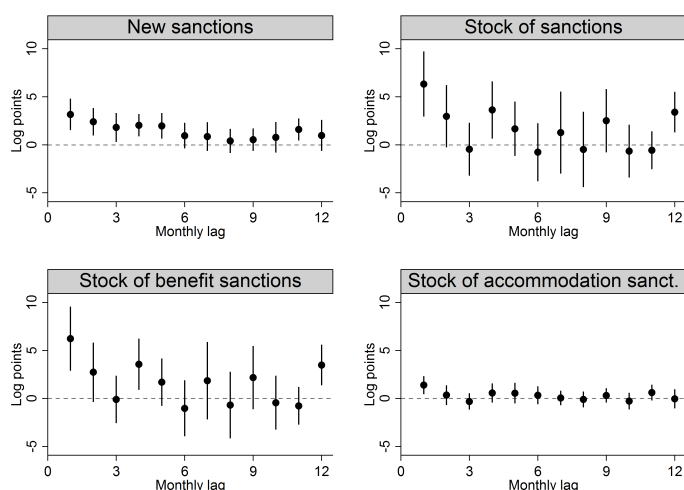 New sanctions
10
5
0
-5
Log points
0 3 6 9 12
Monthly lag
Stock of sanctions
10
5
0
-5
Log points
0 3 6 9 12
Monthly lag
Stock of benefit sanctions
10
5
0
-5
Log points
0 3 6 9 12
Monthly lag
Stock of accommodation sanct.
10
5
0
-5
Log points
0 3 6 9 12
Monthly lag